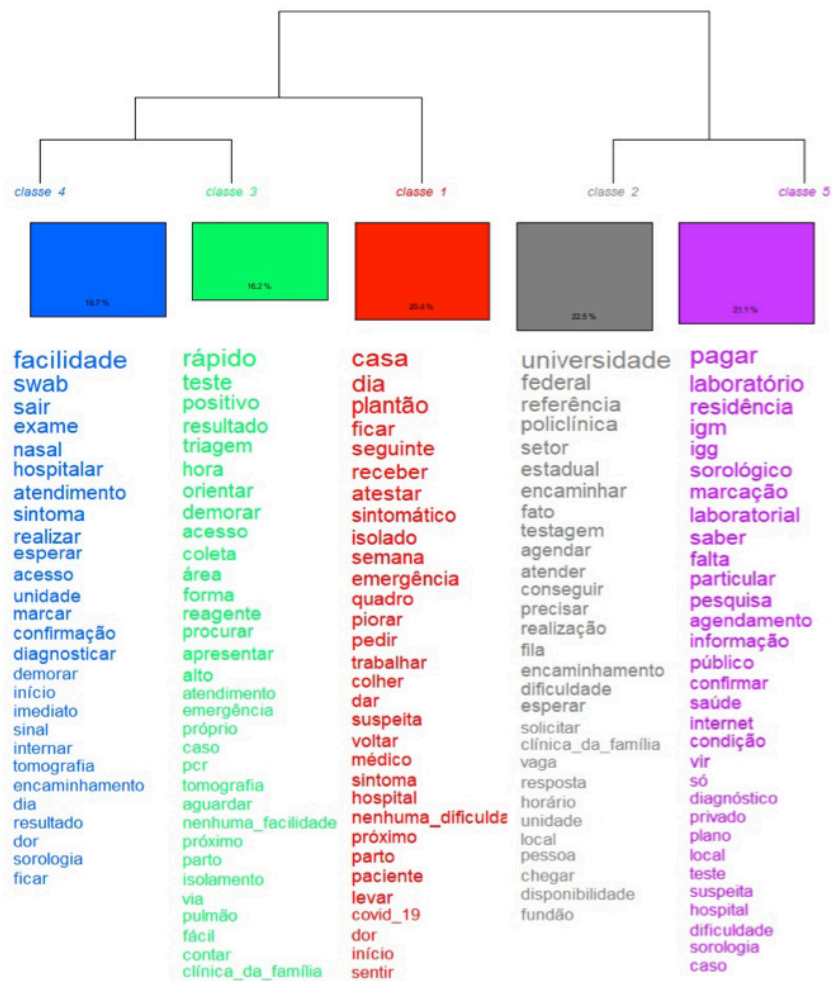 classe 4
classe 3
classe 1
classe 2
classe 5
19.7 %
16.2 %
20.4 %
22.5 %
21.1 %
facilidade
swab
sair
exame
nasal
hospitalar
atendimento
sintoma
realizar
esperar
acesso
unidade
marcar
confirmação
diagnosticar
demorar
início
imediato
sinal
internar
tomografia
encaminhamento
dia
resultado
dor
sorologia
ficar
rápido
teste
positivo
resultado
triagem
hora
orientar
demorar
acesso
coleta
área
forma
reagente
procurar
apresentar
alto
atendimento
emergência
próprio
caso
pcr
tomografia
aguardar
nenhuma_facilidade
próximo
parto
isolamento
via
pulmão
fácil
contar
clínica_da_família
casa
dia
plantão
ficar
seguinte
receber
atestar
sintomático
isolado
semana
emergência
quadro
piorar
pedir
trabalhar
colher
dar
suspeita
voltar
médico
sintoma
hospital
nenhuma_dificulda
próximo
parto
paciente
levar
covid_19
dor
início
sentir
universidade
federal
referência
policlínica
setor
estadual
encaminhar
fato
testagem
agendar
atender
conseguir
precisar
realização
fila
encaminhamento
dificuldade
esperar
solicitar
clínica_da_família
vaga
resposta
horário
unidade
local
pessoa
chegar
disponibilidade
fundão
pagar
laboratório
residência
igm
igg
sorológico
marcação
laboratorial
saber
falta
particular
pesquisa
agendamento
informação
público
confirmar
saúde
internet
condição
vir
só
diagnóstico
privado
plano
local
teste
suspeita
hospital
dificuldade
sorologia
caso